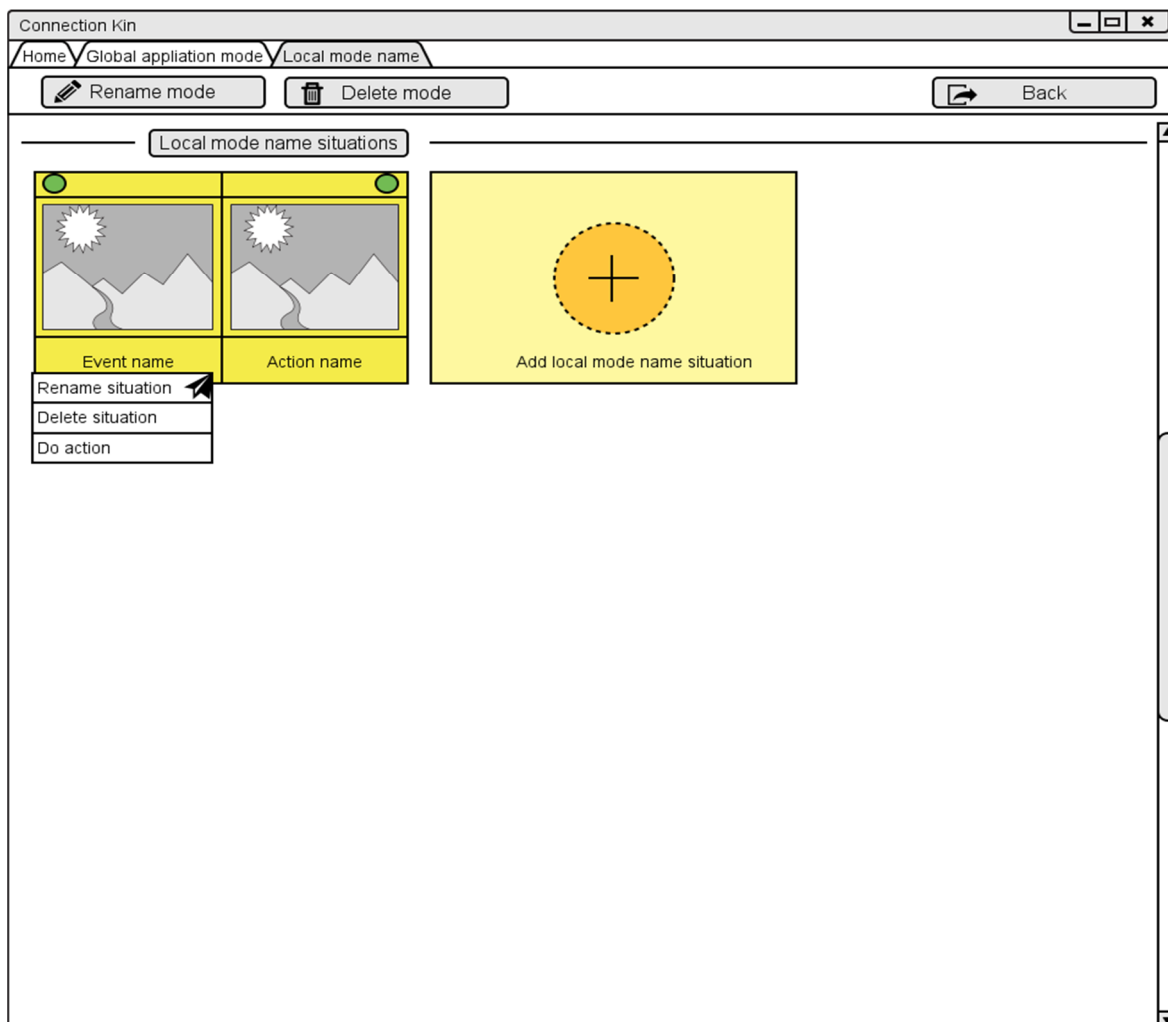 Connection Kin
Home Global appliation mode Local mode name
Rename mode Delete mode Back
Local mode name situations
Event name Action name Add local mode name situation
Rename situation
Delete situation
Do action